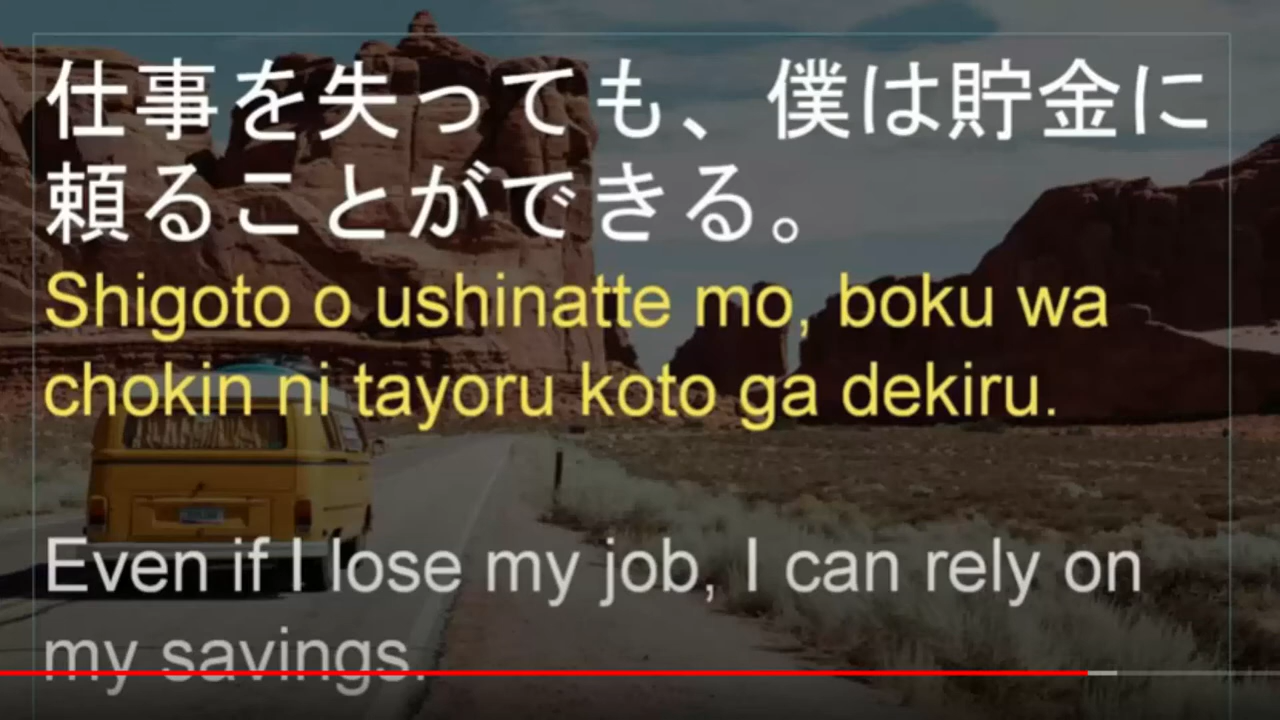 仕事を失っても、僕は貯金に
頼ることができる。
Shigoto o ushinatte mo, boku wa
chokin ni tayoru koto ga dekiru.
Even if I lose my job, I can rely on
my savings.